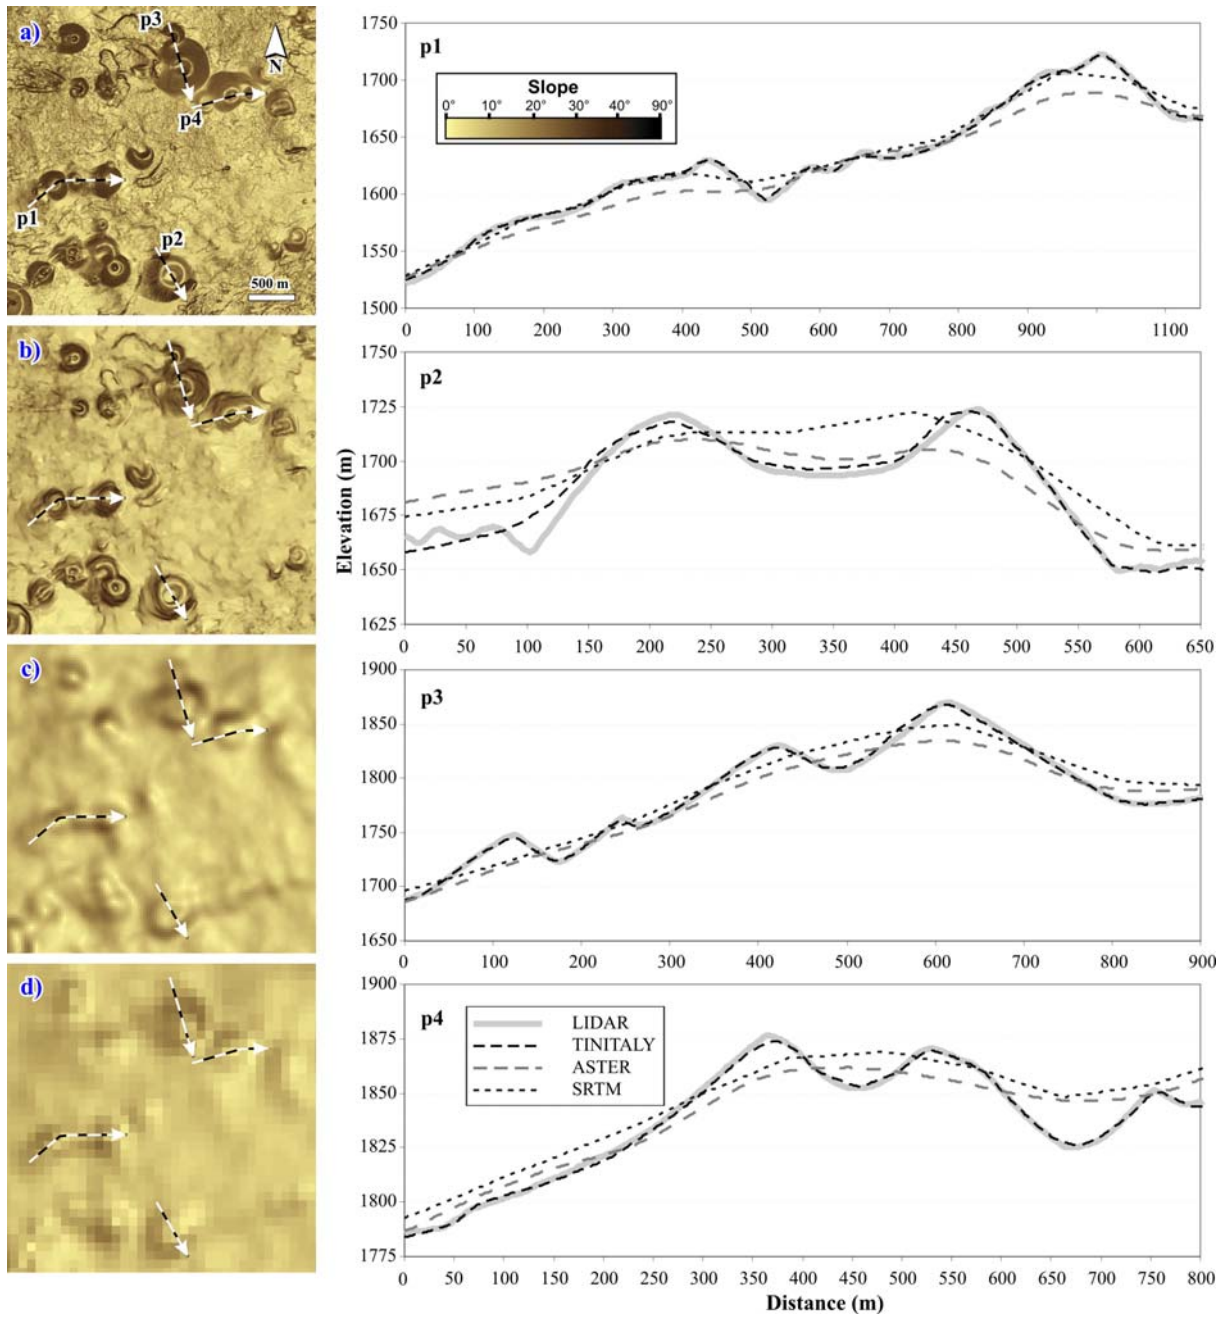 a)
p3
N
p4
p1
p2
500 m
b)
c)
d)
p1
Slope
0° 10° 20° 30° 40° 90°
1750
1700
1650
1600
1550
1500
0 100 200 300 400 500 600 700 800 900 1000 1100
p2
1750
1725
1700
1675
1650
1625
0 50 100 150 200 250 300 350 400 450 500 550 600 650
Elevation (m)
p3
1900
1850
1800
1750
1700
1650
0 100 200 300 400 500 600 700 800 900
p4
LIDAR
TINITALY
ASTER
SRTM
1900
1875
1850
1825
1800
1775
0 50 100 150 200 250 300 350 400 450 500 550 600 650 700 750 800
Distance (m)